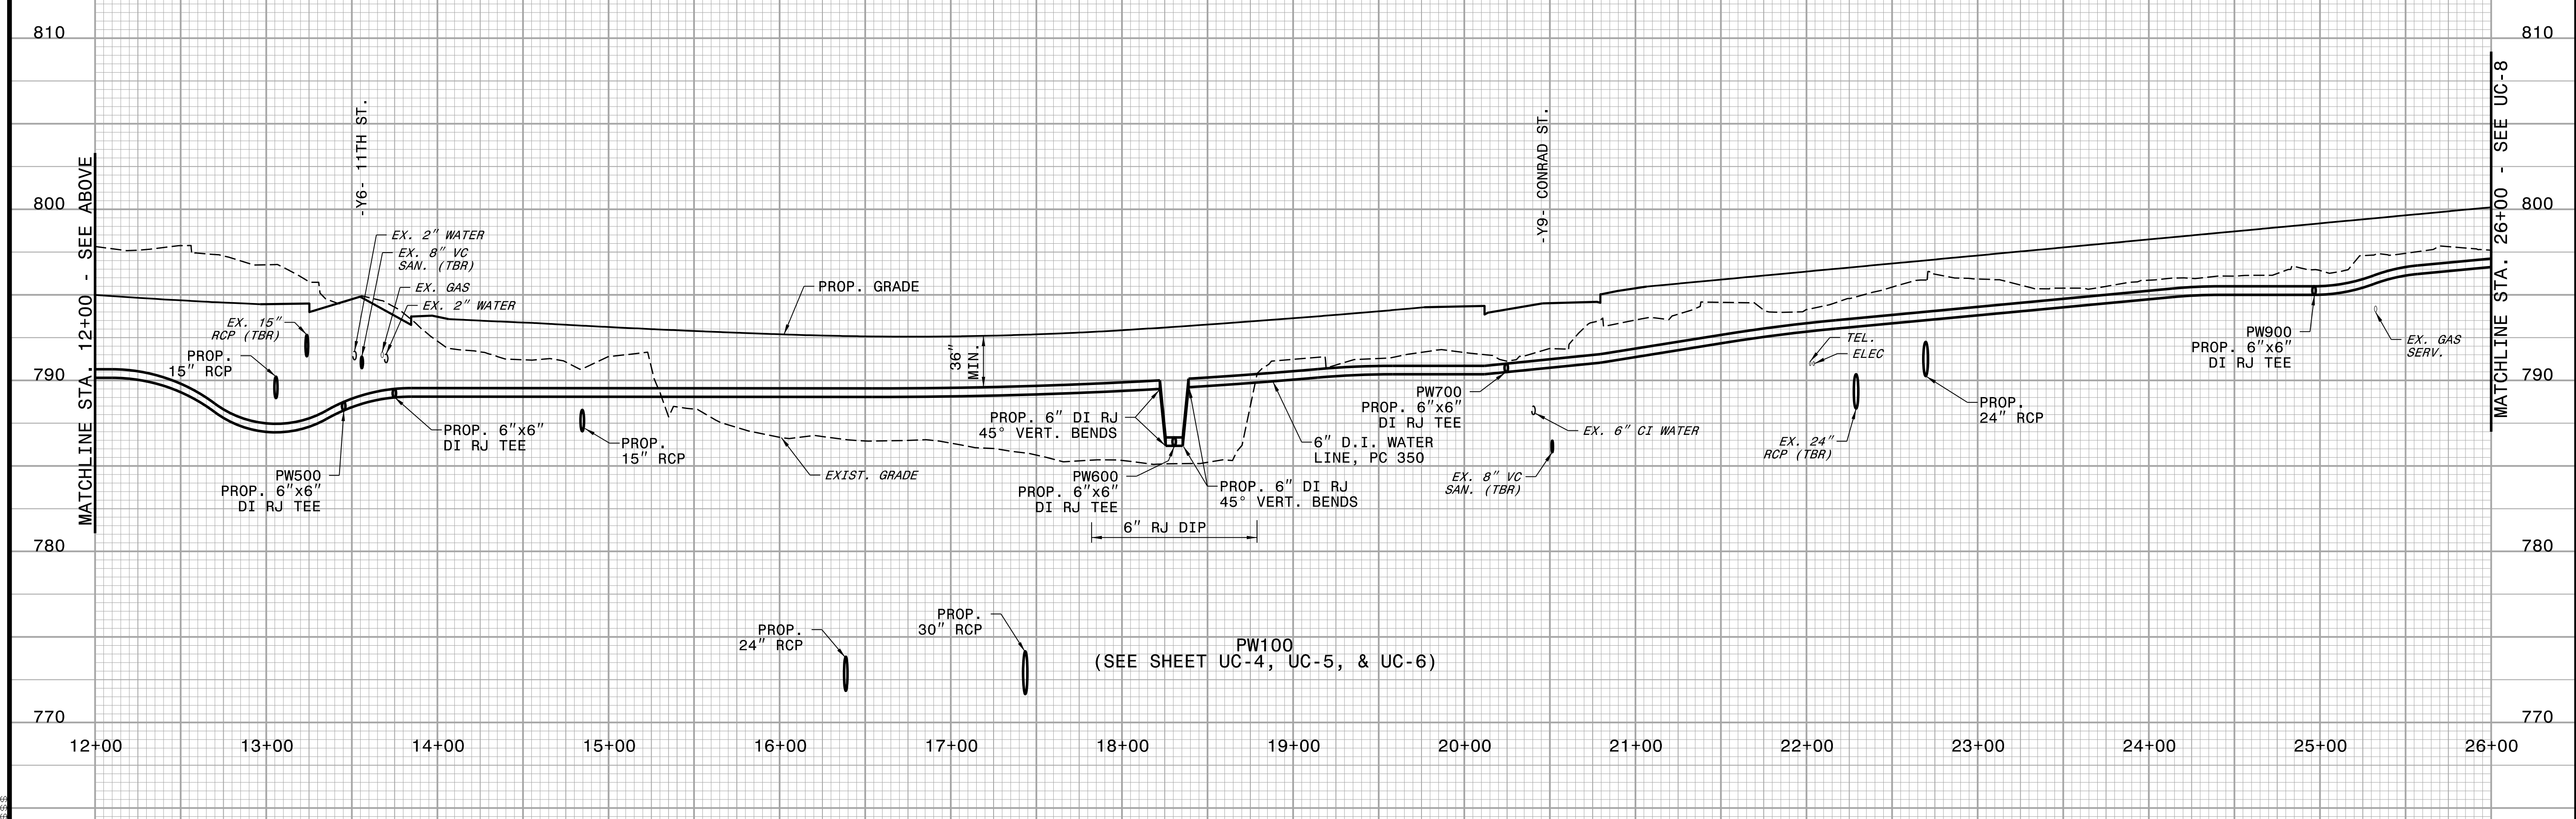 810
810
MATCHLINE STA. 12+00 - SEE ABOVE
-Y6- 11TH ST.
-Y9- CONRAD ST.
MATCHLINE STA. 26+00 - SEE UC-8
800
800
EX. 2" WATER
EX. 8" VC
SAN. (TBR)
EX. GAS
EX. 2" WATER
PROP. GRADE
EX. 15"
RCP (TBR)
PROP.
15" RCP
36"
MIN.
TEL.
ELEC
PW900
PROP. 6"x6"
DI RJ TEE
EX. GAS
SERV.
790
790
PROP. 6"x6"
DI RJ TEE
PROP.
15" RCP
PROP. 6" DI RJ
45° VERT. BENDS
6" D.I. WATER
LINE, PC 350
PW700
PROP. 6"x6"
DI RJ TEE
EX. 6" CI WATER
EX. 24"
RCP (TBR)
PROP.
24" RCP
PW500
PROP. 6"x6"
DI RJ TEE
EXIST. GRADE
PW600
PROP. 6"x6"
DI RJ TEE
PROP. 6" DI RJ
45° VERT. BENDS
EX. 8" VC
SAN. (TBR)
6" RJ DIP
780
780
PROP.
24" RCP
PROP.
30" RCP
PW100
(SEE SHEET UC-4, UC-5, & UC-6)
770
770
12+00 13+00 14+00 15+00 16+00 17+00 18+00 19+00 20+00 21+00 22+00 23+00 24+00 25+00 26+00